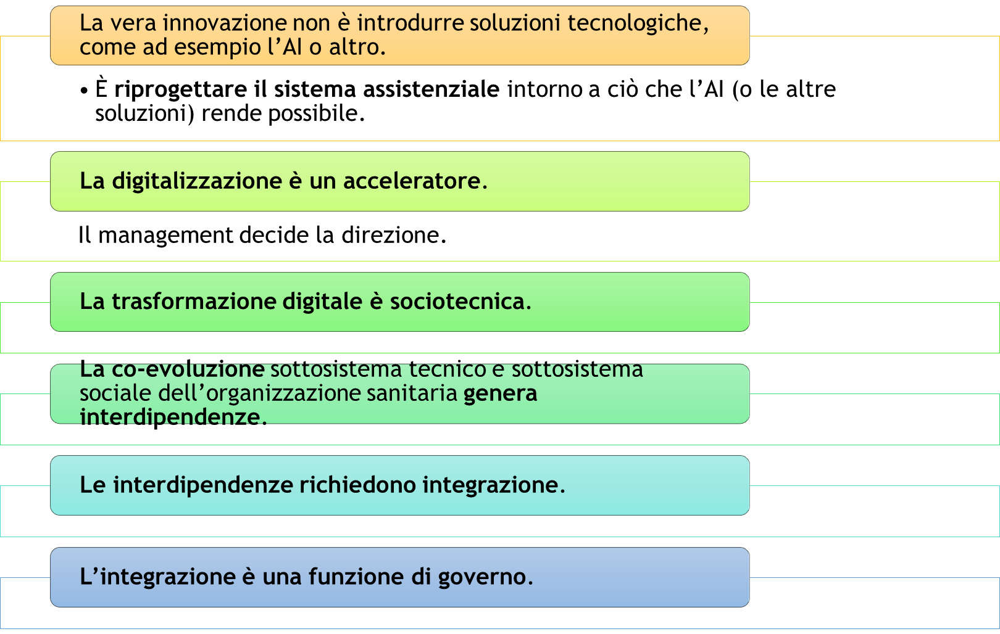 La vera innovazione non è introdurre soluzioni tecnologiche,
come ad esempio l’AI o altro.
• È riprogettare il sistema assistenziale intorno a ciò che l’AI (o le altre
soluzioni) rende possibile.
La digitalizzazione è un acceleratore.
Il management decide la direzione.
La trasformazione digitale è sociotecnica.
La co-evoluzione sottosistema tecnico e sottosistema
sociale dell’organizzazione sanitaria genera
interdipendenze.
Le interdipendenze richiedono integrazione.
L’integrazione è una funzione di governo.